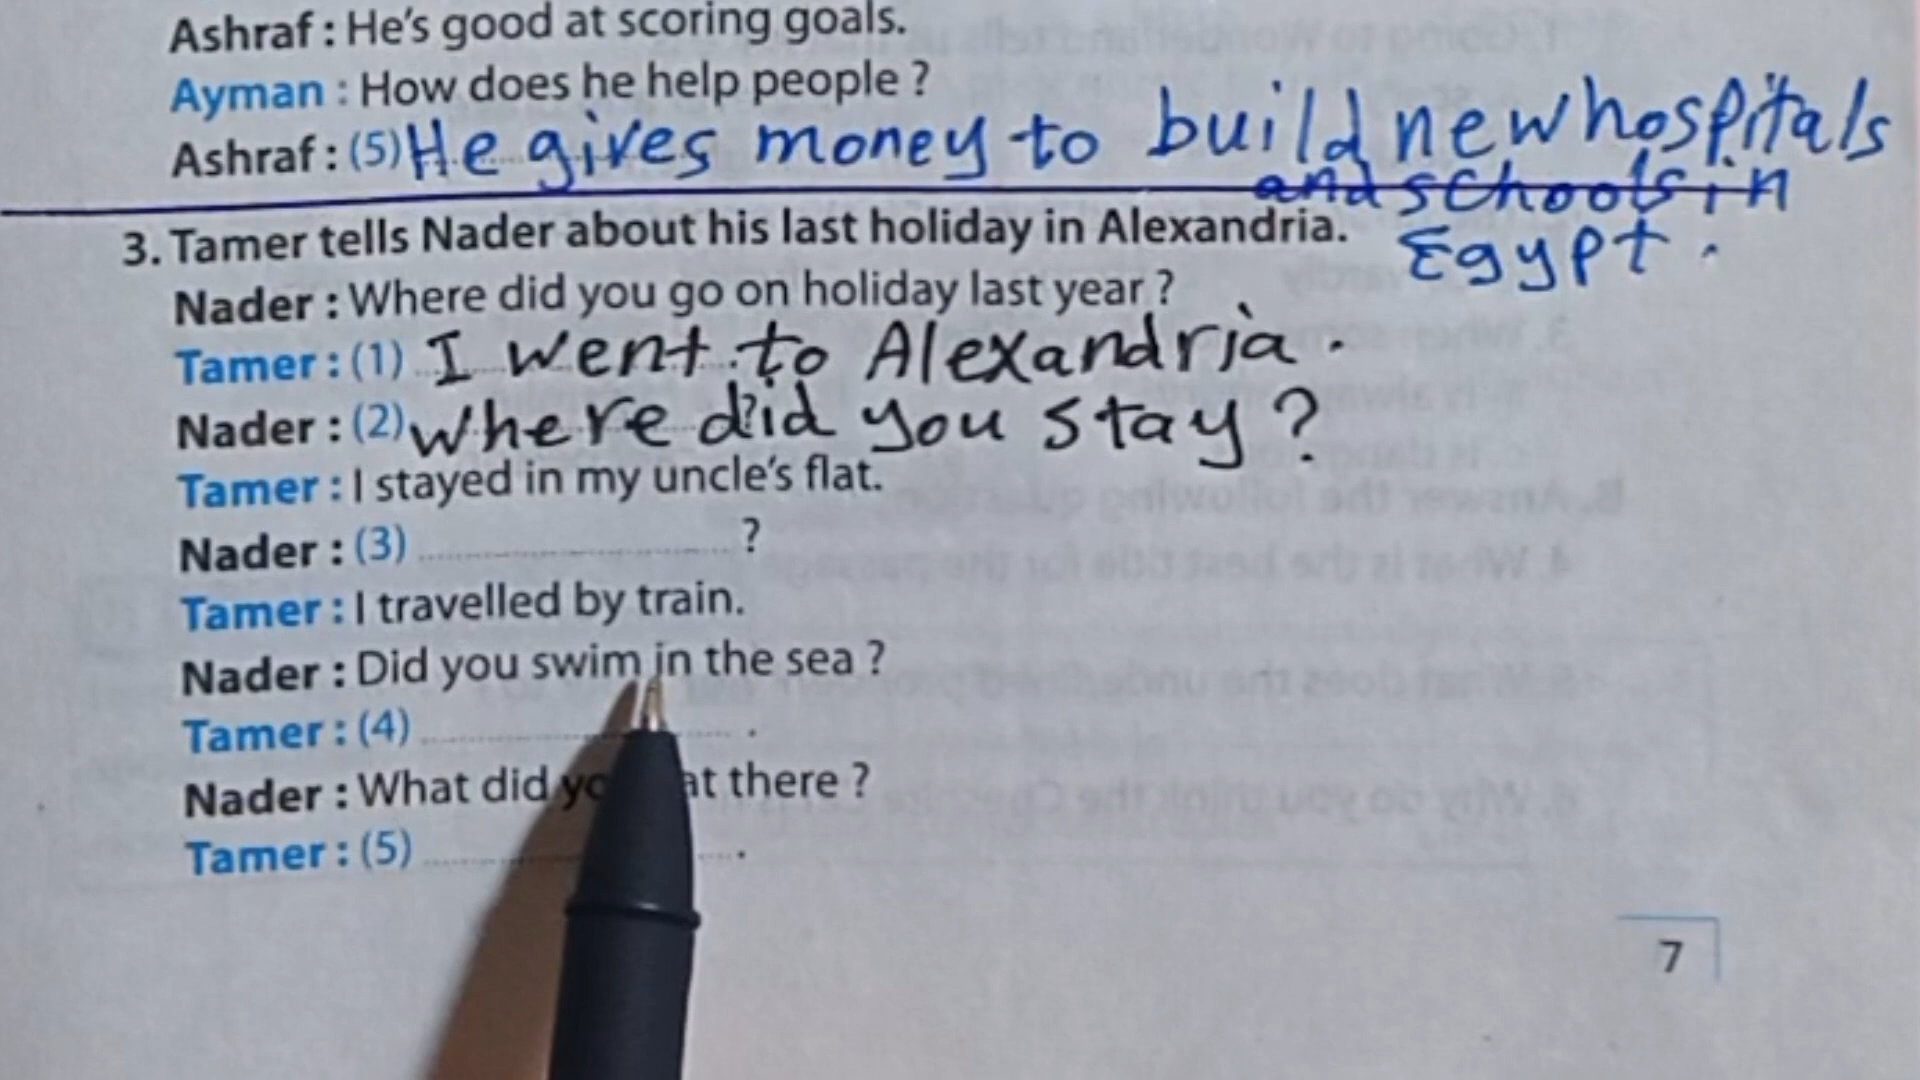 Ashraf : He's good at scoring goals.
Ayman : How does he help people ?
Ashraf : (5) He gives money to build new hospitals
and schools in
Egypt.
3. Tamer tells Nader about his last holiday in Alexandria.
Nader : Where did you go on holiday last year ?
Tamer : (1) I went to Alexandria.
Nader : (2) where did you stay ?
Tamer : I stayed in my uncle's flat.
Nader : (3) ?
Tamer : I travelled by train.
Nader : Did you swim in the sea ?
Tamer : (4) .
Nader : What did there ?
Tamer : (5) .
7